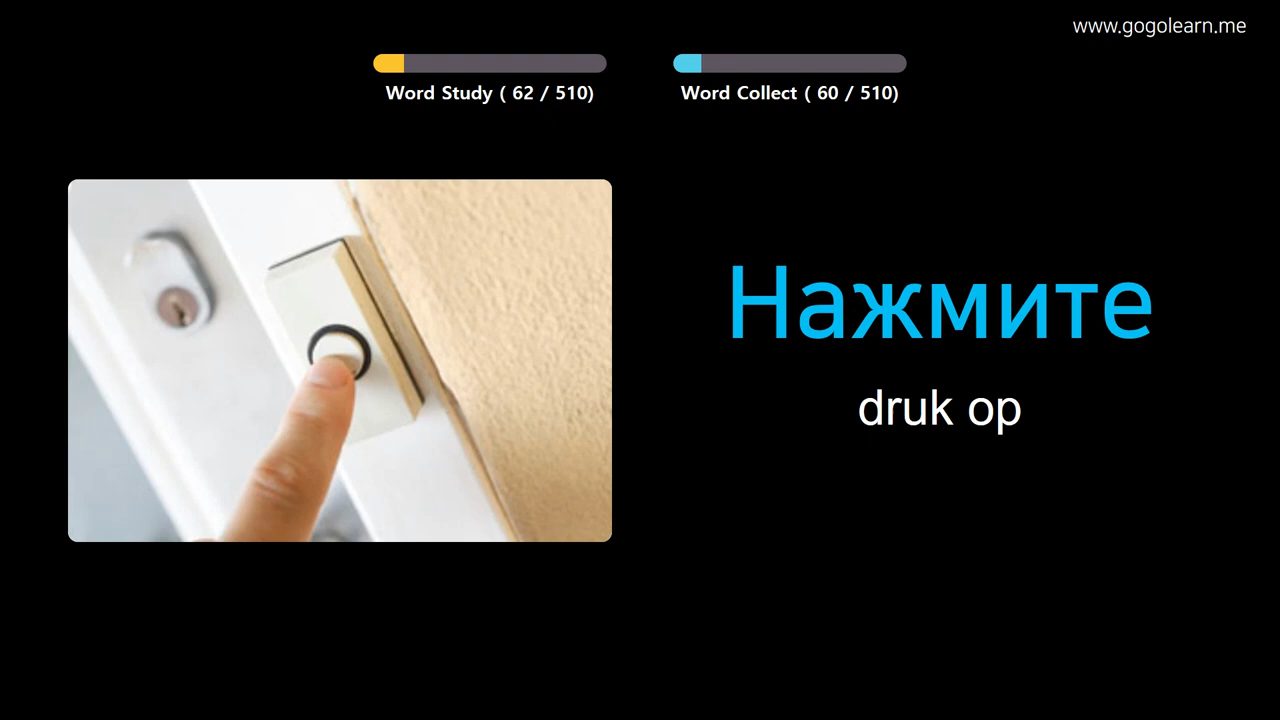 www.gogolearn.me
Word Study ( 62 / 510)
Word Collect ( 60 / 510)
Нажмите
druk op